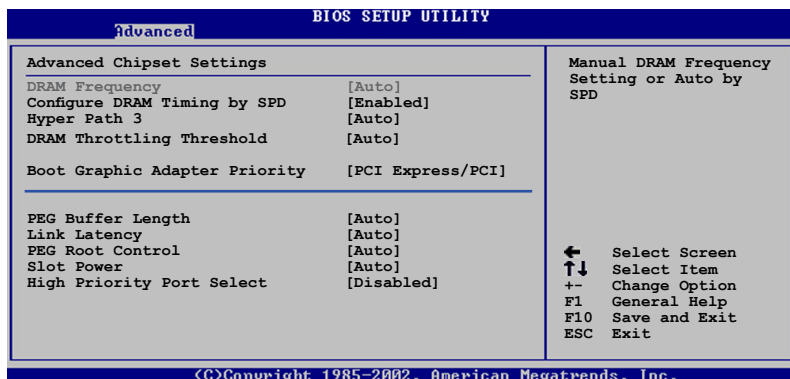 BIOS SETUP UTILITY
Advanced
Advanced Chipset Settings
DRAM Frequency [Auto]
Configure DRAM Timing by SPD [Enabled]
Hyper Path 3 [Auto]
DRAM Throttling Threshold [Auto]
Boot Graphic Adapter Priority [PCI Express/PCI]
PEG Buffer Length [Auto]
Link Latency [Auto]
PEG Root Control [Auto]
Slot Power [Auto]
High Priority Port Select [Disabled]
Manual DRAM Frequency
Setting or Auto by
SPD
← Select Screen
↑↓ Select Item
+- Change Option
F1 General Help
F10 Save and Exit
ESC Exit
(C)Copyright 1985-2002, American Megatrends, Inc.